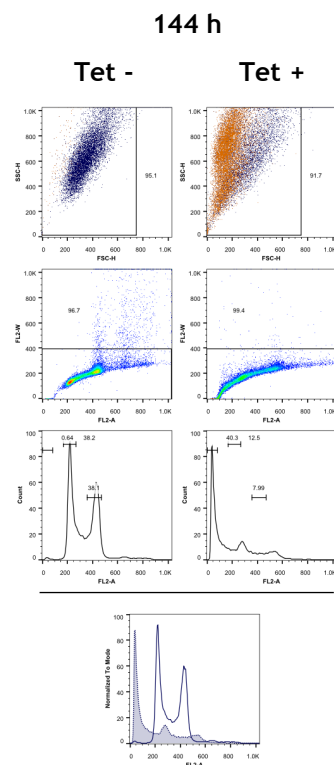 144 h
Tet - Tet +
1.0K 1.0K
800 800
600 600
400 400
200 200
0 0
SSC-H SSC-H
95.1 91.7
0 200 400 600 800 1.0K 0 200 400 600 800 1.0K
FSC-H FSC-H
1.0K 1.0K
800 800
600 600
400 400
200 200
0 0
FL2-W FL2-W
96.7 99.4
0 200 400 600 800 1.0K 0 200 400 600 800 1.0K
FL2-A FL2-A
100 100
80 80
60 60
40 40
20 20
0 0
Count Count
0.64 38.2 40.3 12.5
38.1 7.99
0 200 400 600 800 1.0K 0 200 400 600 800 1.0K
FL2-A FL2-A
100
80
60
40
20
0
Normalized To Mode
0 200 400 600 800 1.0K
FL2-A